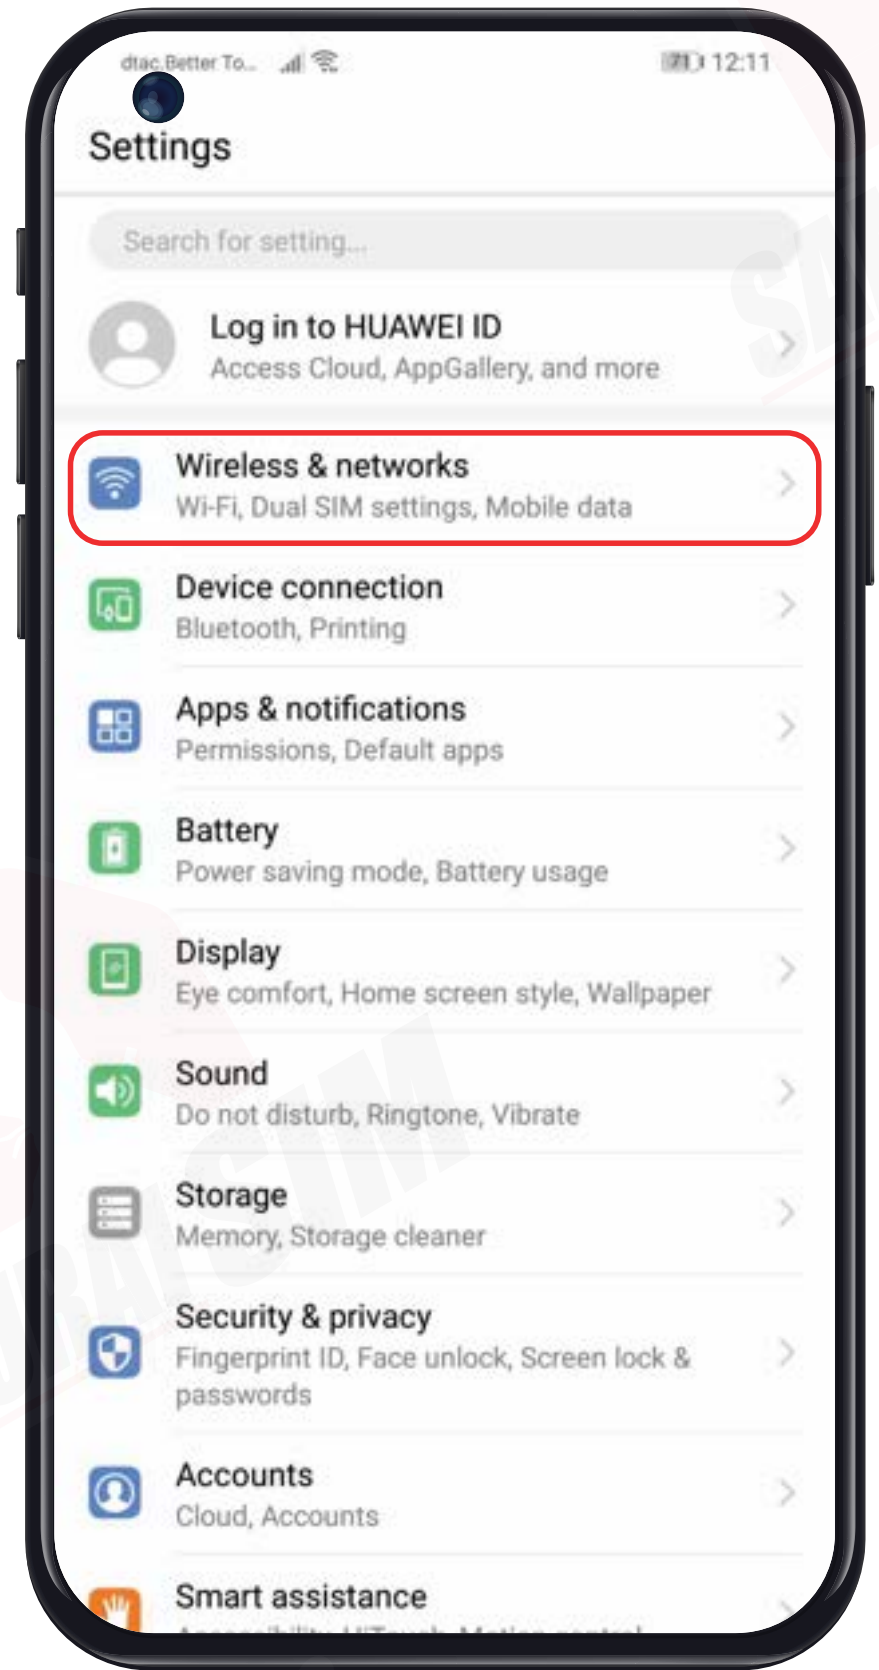 dtac.Better To...
71 12:11
Settings
Search for setting...
Log in to HUAWEI ID
Access Cloud, AppGallery, and more
Wireless & networks
Wi-Fi, Dual SIM settings, Mobile data
Device connection
Bluetooth, Printing
Apps & notifications
Permissions, Default apps
Battery
Power saving mode, Battery usage
Display
Eye comfort, Home screen style, Wallpaper
Sound
Do not disturb, Ringtone, Vibrate
Storage
Memory, Storage cleaner
Security & privacy
Fingerprint ID, Face unlock, Screen lock &
passwords
Accounts
Cloud, Accounts
Smart assistance